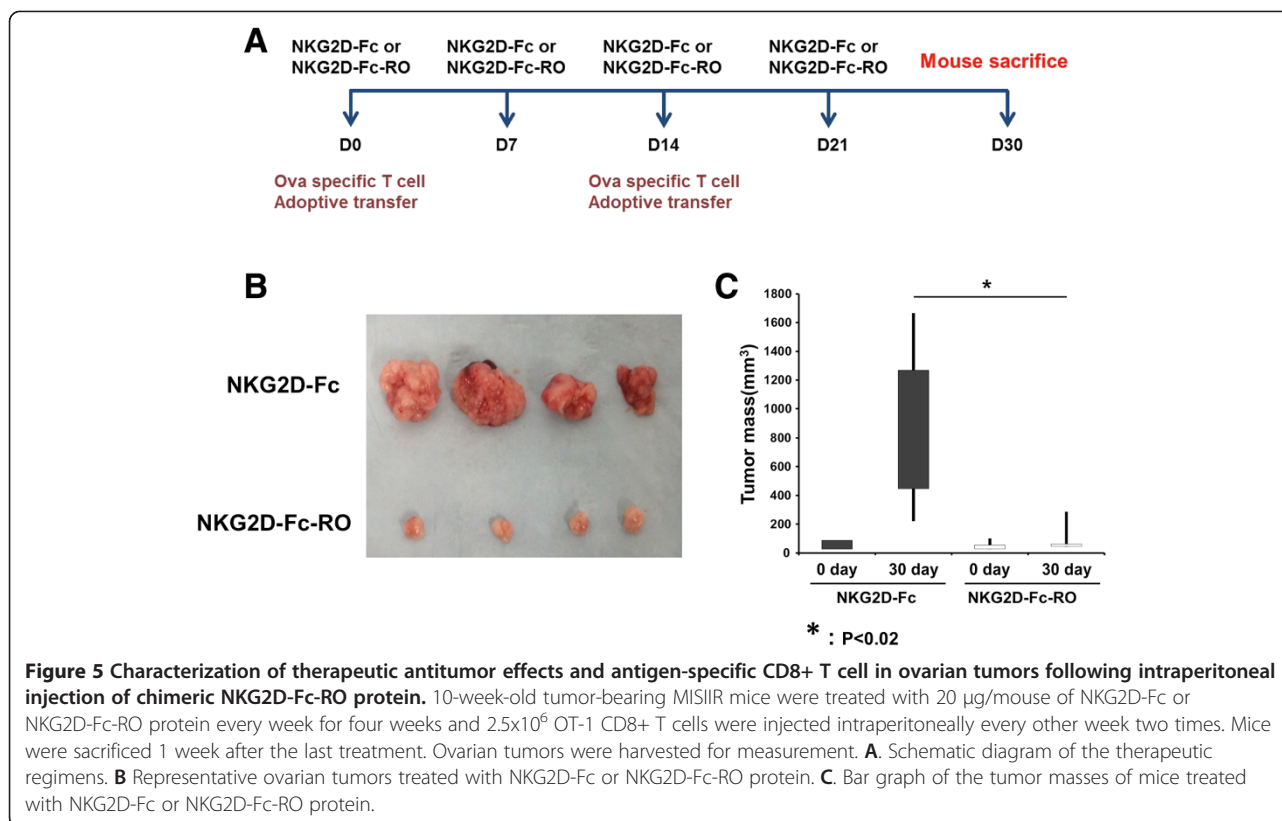 A
NKG2D-Fc or NKG2D-Fc or NKG2D-Fc or NKG2D-Fc or
NKG2D-Fc-RO NKG2D-Fc-RO NKG2D-Fc-RO NKG2D-Fc-RO Mouse sacrifice
D0 D7 D14 D21 D30
Ova specific T cell Ova specific T cell
Adoptive transfer Adoptive transfer
B
NKG2D-Fc
NKG2D-Fc-RO
C
*
Tumor mass(mm³)
1800
1600
1400
1200
1000
800
600
400
200
0
0 day 30 day 0 day 30 day
NKG2D-Fc NKG2D-Fc-RO
* : P<0.02
Figure 5 Characterization of therapeutic antitumor effects and antigen-specific CD8+ T cell in ovarian tumors following intraperitoneal
injection of chimeric NKG2D-Fc-RO protein. 10-week-old tumor-bearing MISIIR mice were treated with 20 μg/mouse of NKG2D-Fc or
NKG2D-Fc-RO protein every week for four weeks and 2.5x10⁶ OT-1 CD8+ T cells were injected intraperitoneally every other week two times. Mice
were sacrificed 1 week after the last treatment. Ovarian tumors were harvested for measurement. A. Schematic diagram of the therapeutic
regimens. B Representative ovarian tumors treated with NKG2D-Fc or NKG2D-Fc-RO protein. C. Bar graph of the tumor masses of mice treated
with NKG2D-Fc or NKG2D-Fc-RO protein.